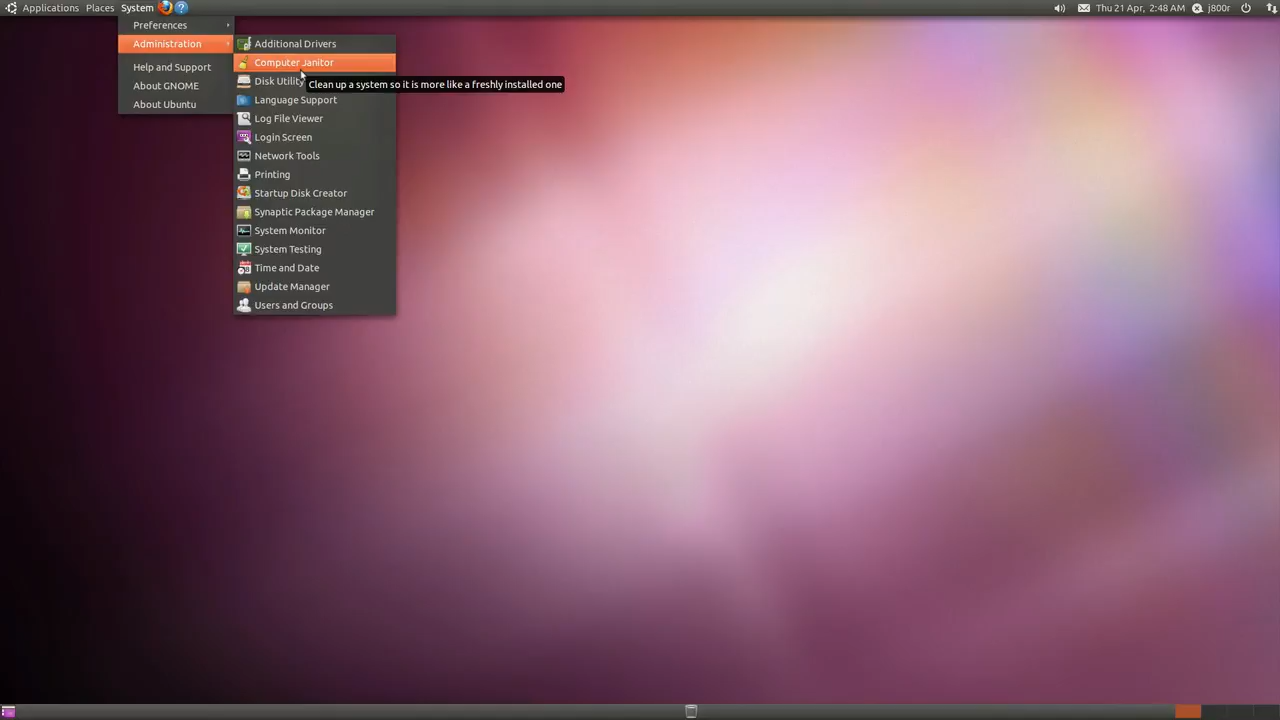 Applications Places System
Thu 21 Apr, 2:48 AM j800r
Preferences
Administration
Help and Support
About GNOME
About Ubuntu
Additional Drivers
Computer Janitor
Disk Utility
Clean up a system so it is more like a freshly installed one
Language Support
Log File Viewer
Login Screen
Network Tools
Printing
Startup Disk Creator
Synaptic Package Manager
System Monitor
System Testing
Time and Date
Update Manager
Users and Groups